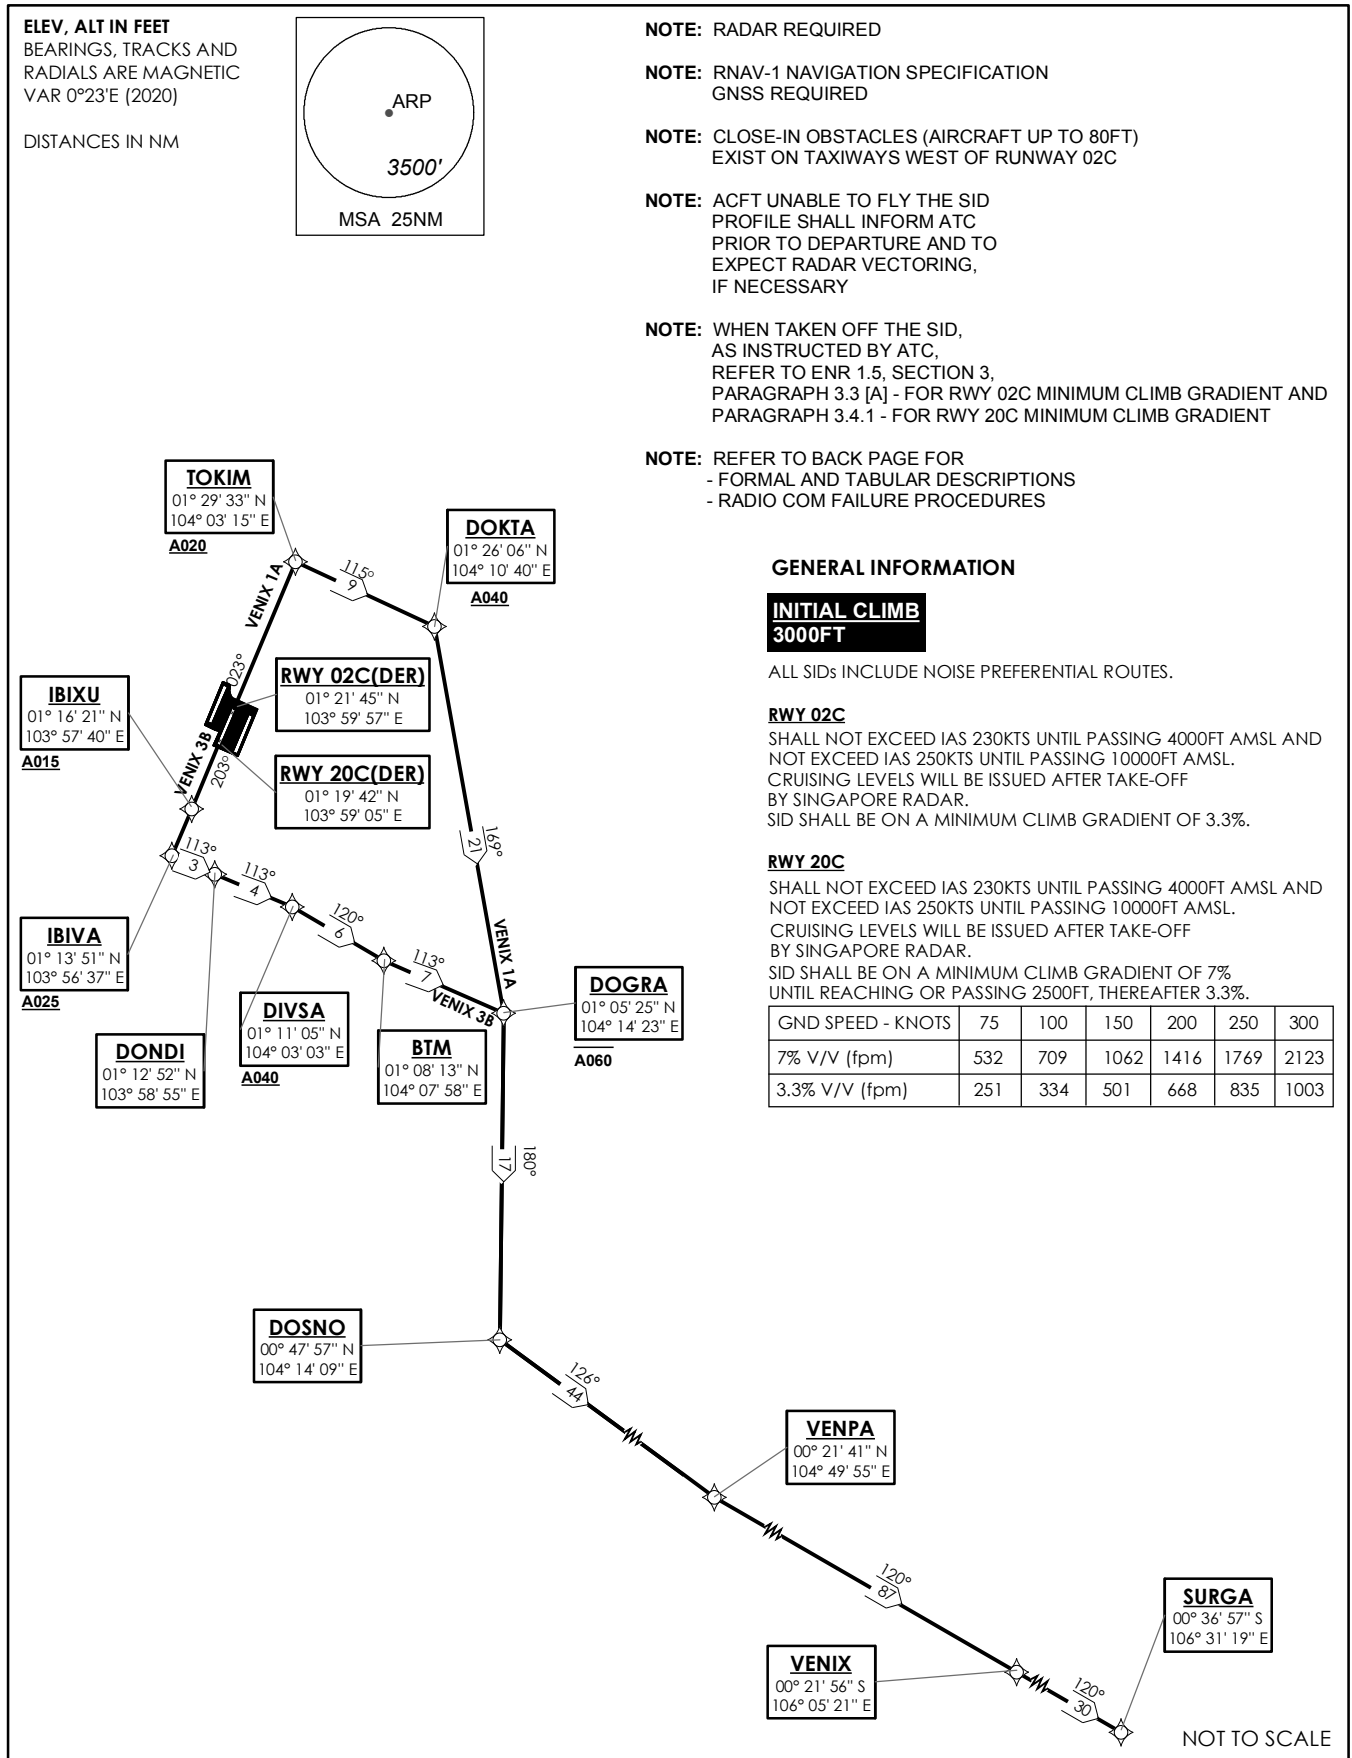 ELEV, ALT IN FEET
BEARINGS, TRACKS AND
RADIALS ARE MAGNETIC
VAR 0°23'E (2020)
DISTANCES IN NM
ARP
3500'
MSA 25NM
NOTE: RADAR REQUIRED
NOTE: RNAV-1 NAVIGATION SPECIFICATION
GNSS REQUIRED
NOTE: CLOSE-IN OBSTACLES (AIRCRAFT UP TO 80FT)
EXIST ON TAXIWAYS WEST OF RUNWAY 02C
NOTE: ACFT UNABLE TO FLY THE SID
PROFILE SHALL INFORM ATC
PRIOR TO DEPARTURE AND TO
EXPECT RADAR VECTORING,
IF NECESSARY
NOTE: WHEN TAKEN OFF THE SID,
AS INSTRUCTED BY ATC,
REFER TO ENR 1.5, SECTION 3,
PARAGRAPH 3.3 [A] - FOR RWY 02C MINIMUM CLIMB GRADIENT AND
PARAGRAPH 3.4.1 - FOR RWY 20C MINIMUM CLIMB GRADIENT
NOTE: REFER TO BACK PAGE FOR
- FORMAL AND TABULAR DESCRIPTIONS
- RADIO COM FAILURE PROCEDURES
TOKIM
01° 29' 33" N
104° 03' 15" E
A020
DOKTA
01° 26' 06" N
104° 10' 40" E
A040
115°
9
VENIX 1A
023°
RWY 02C(DER)
01° 21' 45" N
103° 59' 57" E
IBIXU
01° 16' 21" N
103° 57' 40" E
A015
VENIX 3B
203°
RWY 20C(DER)
01° 19' 42" N
103° 59' 05" E
169°
21
VENIX 1A
113°
3
113°
4
120°
6
113°
7
VENIX 3B
IBIVA
01° 13' 51" N
103° 56' 37" E
A025
DONDI
01° 12' 52" N
103° 58' 55" E
DIVSA
01° 11' 05" N
104° 03' 03" E
A040
BTM
01° 08' 13" N
104° 07' 58" E
DOGRA
01° 05' 25" N
104° 14' 23" E
A060
GENERAL INFORMATION
INITIAL CLIMB
3000FT
ALL SIDs INCLUDE NOISE PREFERENTIAL ROUTES.
RWY 02C
SHALL NOT EXCEED IAS 230KTS UNTIL PASSING 4000FT AMSL AND
NOT EXCEED IAS 250KTS UNTIL PASSING 10000FT AMSL.
CRUISING LEVELS WILL BE ISSUED AFTER TAKE-OFF
BY SINGAPORE RADAR.
SID SHALL BE ON A MINIMUM CLIMB GRADIENT OF 3.3%.
RWY 20C
SHALL NOT EXCEED IAS 230KTS UNTIL PASSING 4000FT AMSL AND
NOT EXCEED IAS 250KTS UNTIL PASSING 10000FT AMSL.
CRUISING LEVELS WILL BE ISSUED AFTER TAKE-OFF
BY SINGAPORE RADAR.
SID SHALL BE ON A MINIMUM CLIMB GRADIENT OF 7%
UNTIL REACHING OR PASSING 2500FT, THEREAFTER 3.3%.
GND SPEED - KNOTS 75 100 150 200 250 300
7% V/V (fpm) 532 709 1062 1416 1769 2123
3.3% V/V (fpm) 251 334 501 668 835 1003
180°
17
DOSNO
00° 47' 57" N
104° 14' 09" E
126°
44
VENPA
00° 21' 41" N
104° 49' 55" E
120°
87
VENIX
00° 21' 56" S
106° 05' 21" E
120°
30
SURGA
00° 36' 57" S
106° 31' 19" E
NOT TO SCALE